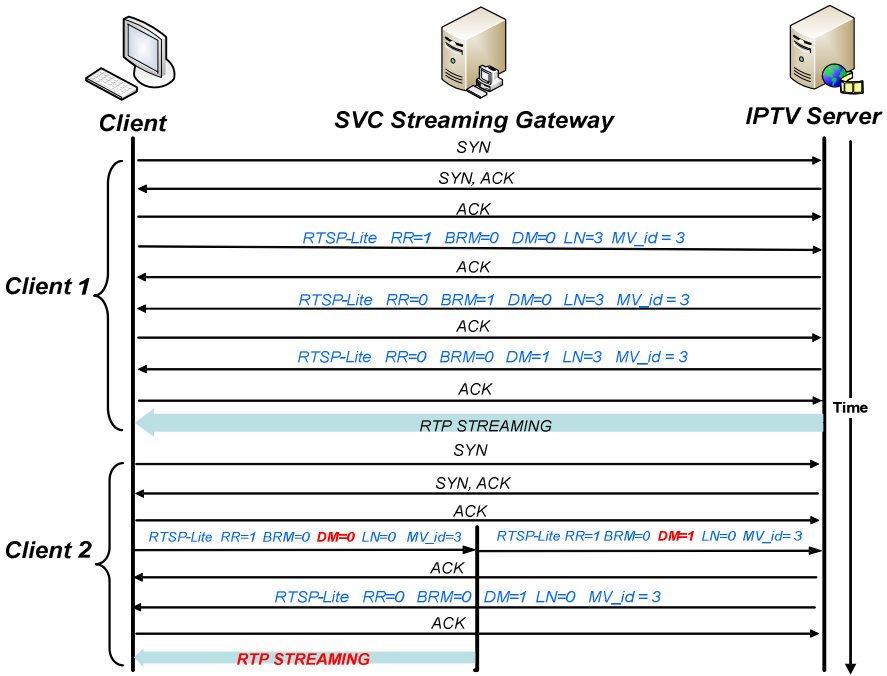 Client
SVC Streaming Gateway
IPTV Server
SYN
SYN, ACK
ACK
RTSP-Lite RR=1 BRM=0 DM=0 LN=3 MV_id = 3
ACK
Client 1
RTSP-Lite RR=0 BRM=1 DM=0 LN=3 MV_id = 3
ACK
RTSP-Lite RR=0 BRM=0 DM=1 LN=3 MV_id = 3
ACK
Time
RTP STREAMING
SYN
SYN, ACK
ACK
RTSP-Lite RR=1 BRM=0 DM=0 LN=0 MV_id=3
RTSP-Lite RR=1 BRM=0 DM=1 LN=0 MV_id= 3
Client 2
ACK
RTSP-Lite RR=0 BRM=0 DM=1 LN=0 MV_id = 3
ACK
RTP STREAMING